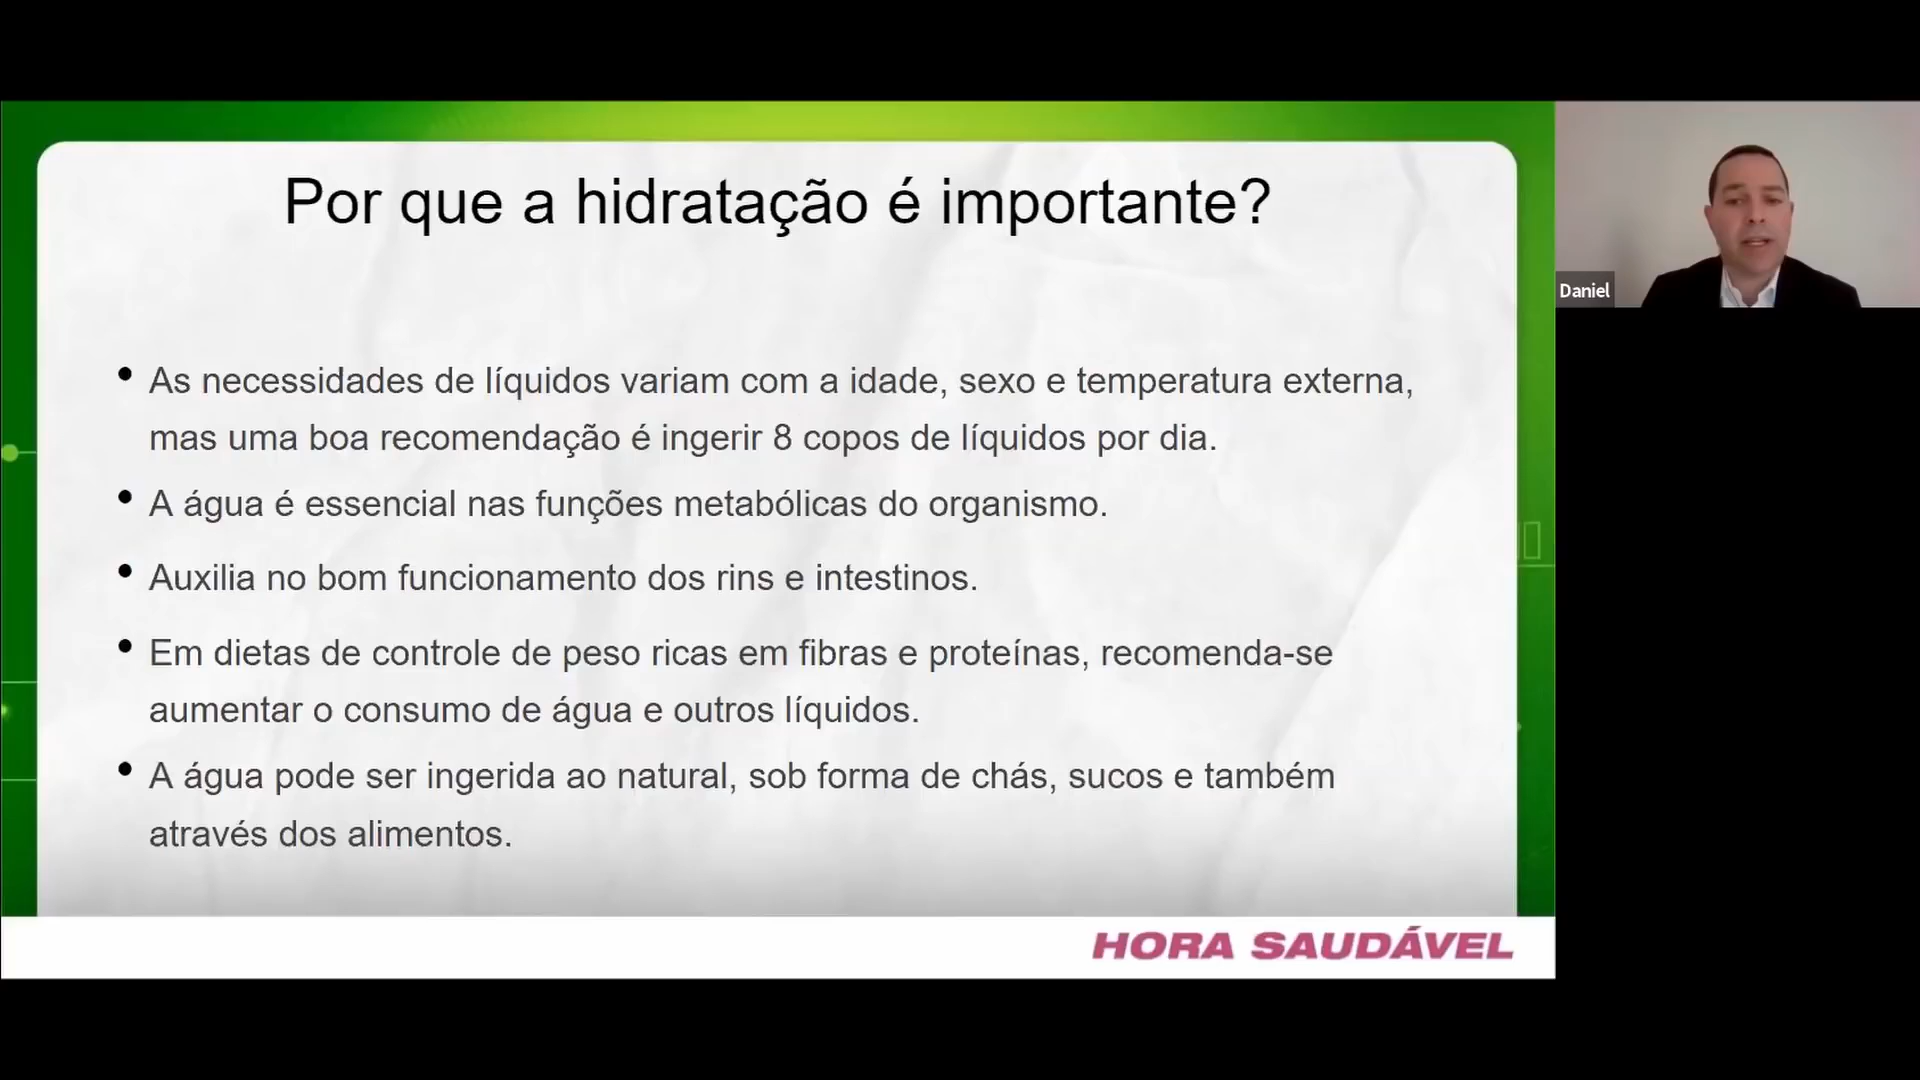 Por que a hidratação é importante?
• As necessidades de líquidos variam com a idade, sexo e temperatura externa,
mas uma boa recomendação é ingerir 8 copos de líquidos por dia.
• A água é essencial nas funções metabólicas do organismo.
• Auxilia no bom funcionamento dos rins e intestinos.
• Em dietas de controle de peso ricas em fibras e proteínas, recomenda-se
aumentar o consumo de água e outros líquidos.
• A água pode ser ingerida ao natural, sob forma de chás, sucos e também
através dos alimentos.
HORA SAUDÁVEL
Daniel